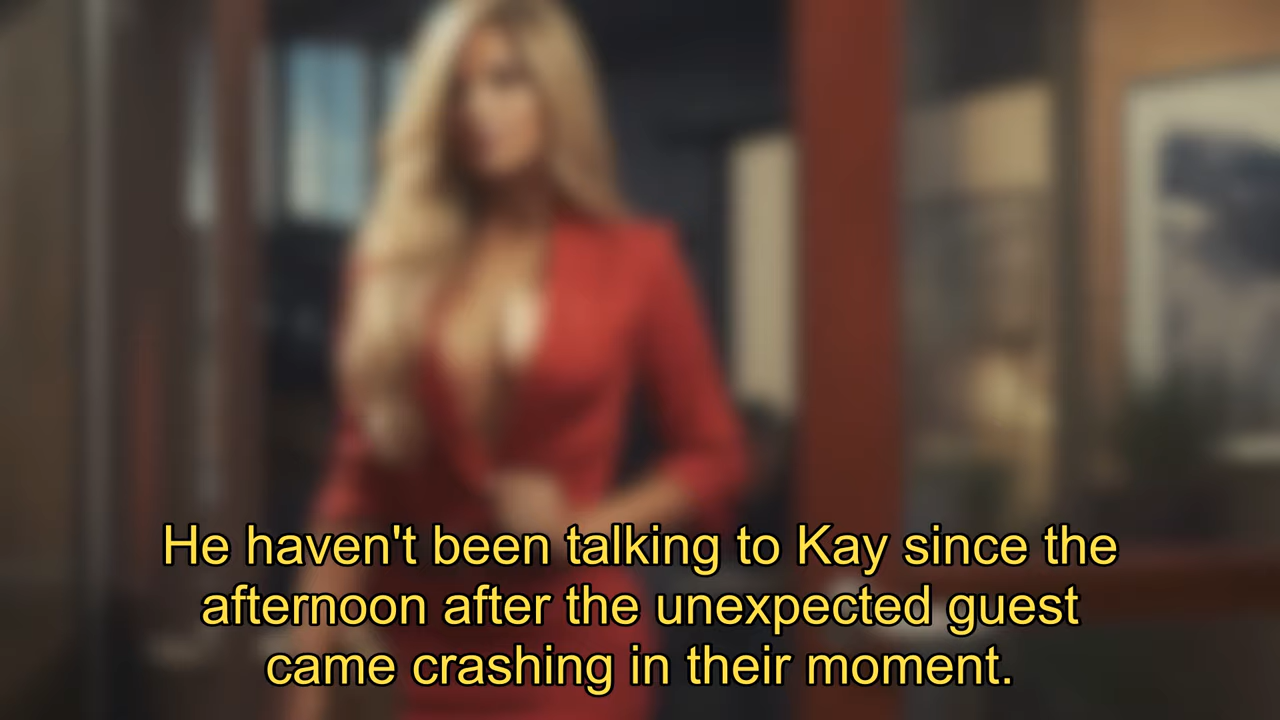 He haven't been talking to Kay since the
afternoon after the unexpected guest
came crashing in their moment.